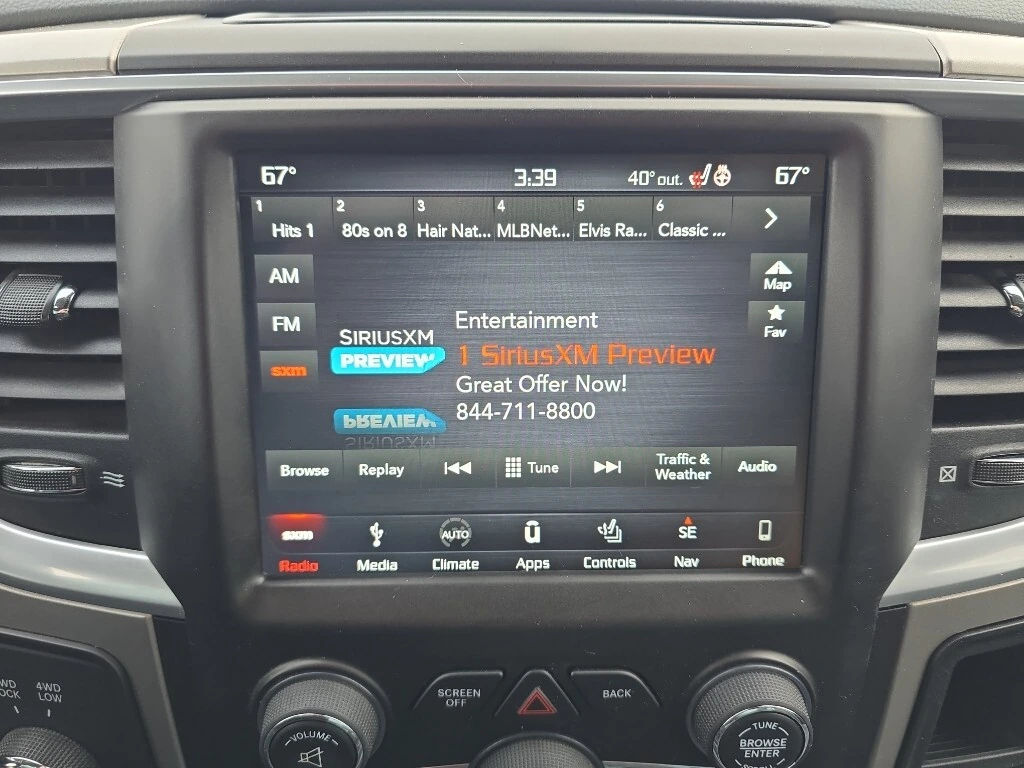 67° 3:39 40° out. 67°
1 2 3 4 5 6
Hits 1 80s on 8 Hair Nat... MLBNet... Elvis Ra... Classic ...
AM
Map
FM
Fav
sxm
Entertainment
SIRIUSXM
PREVIEW
1 SiriusXM Preview
Great Offer Now!
844-711-8800
Browse Replay Tune Traffic & Weather Audio
sxm AUTO SE
Radio Media Climate Apps Controls Nav Phone
4WD LOW
SCREEN OFF
BACK
VOLUME
TUNE
BROWSE
ENTER